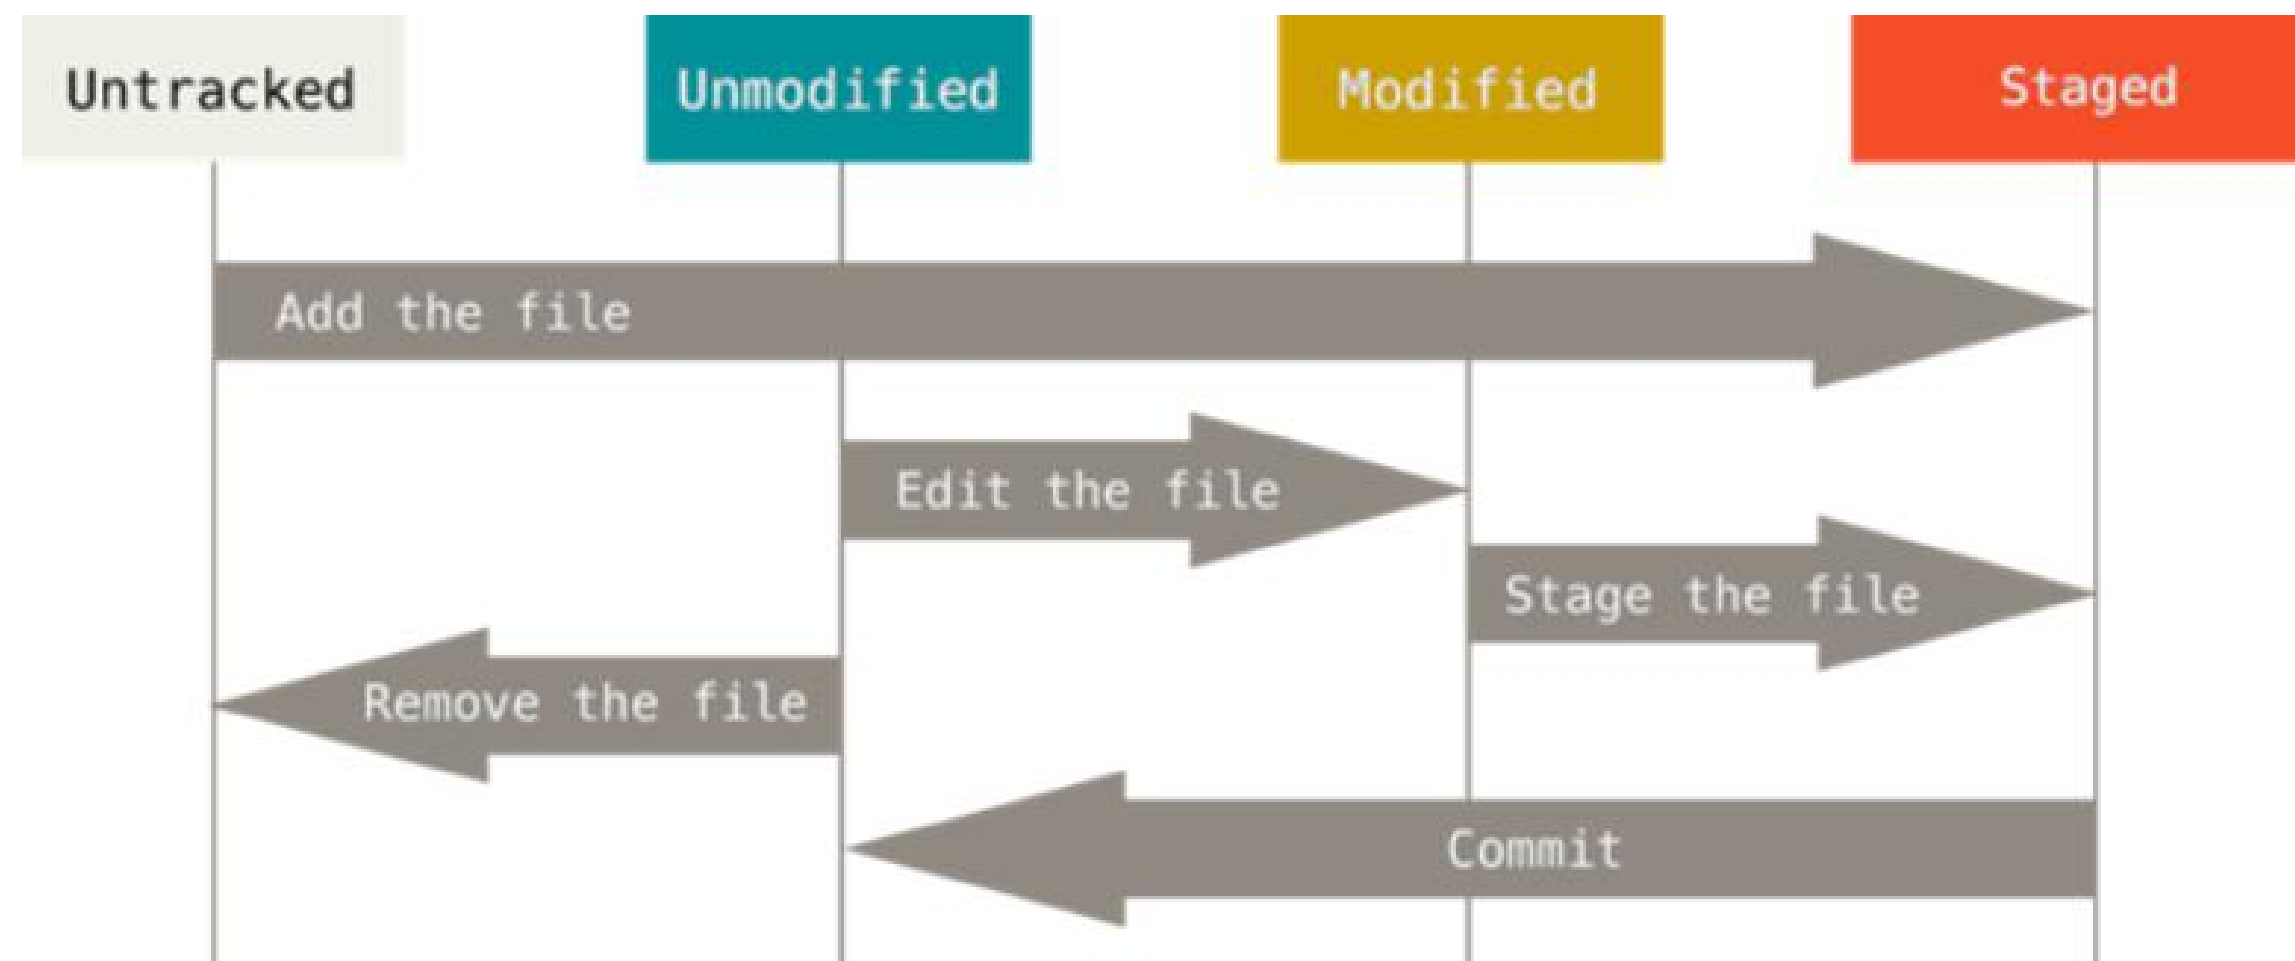 Untracked
Unmodified
Modified
Staged
Add the file
Edit the file
Stage the file
Remove the file
Commit